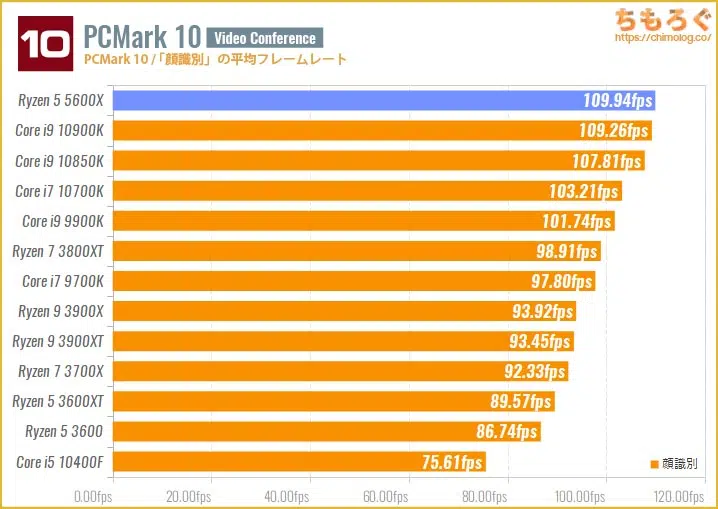 10 PCMark 10 Video Conference
PCMark 10 /「顔識別」の平均フレームレート
ちもろぐ
https://chimolog.co/
Ryzen 5 5600X 109.94fps
Core i9 10900K 109.26fps
Core i9 10850K 107.81fps
Core i7 10700K 103.21fps
Core i9 9900K 101.74fps
Ryzen 7 3800XT 98.91fps
Core i7 9700K 97.80fps
Ryzen 9 3900X 93.92fps
Ryzen 9 3900XT 93.45fps
Ryzen 7 3700X 92.33fps
Ryzen 5 3600XT 89.57fps
Ryzen 5 3600 86.74fps
Core i5 10400F 75.61fps
顔識別
0.00fps 20.00fps 40.00fps 60.00fps 80.00fps 100.00fps 120.00fps